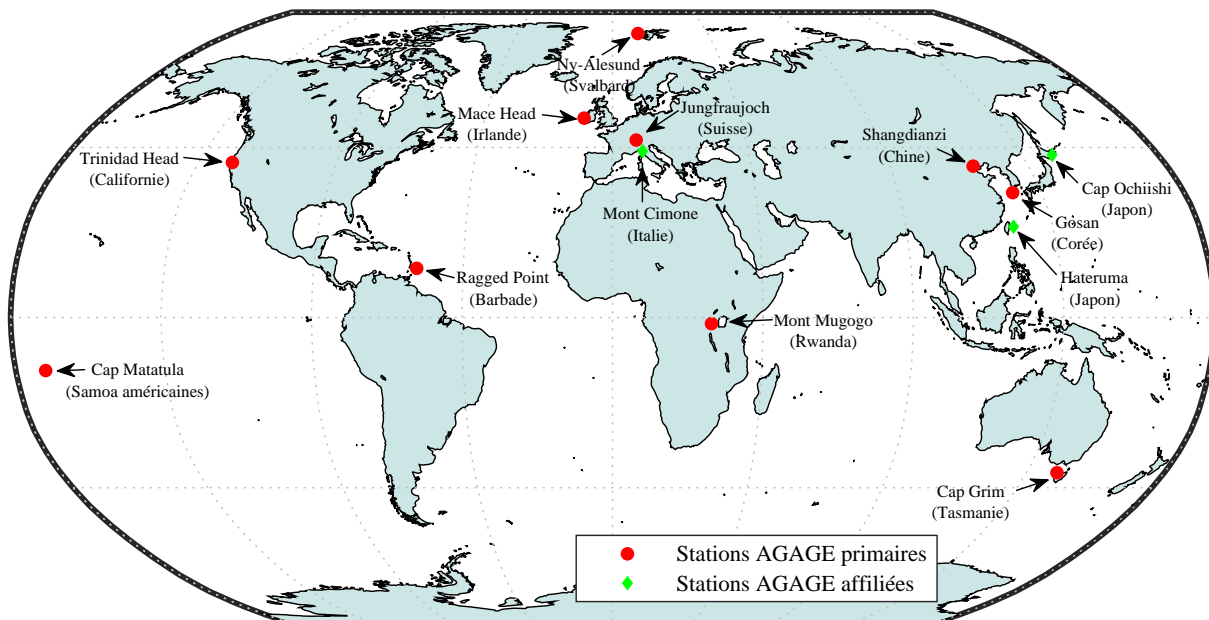 Ny-Alesund
(Svalbard)
Mace Head
(Irlande)
Jungfraujoch
(Suisse)
Shangdianzi
(Chine)
Trinidad Head
(Californie)
Cap Ochiishi
(Japon)
Mont Cimone
(Italie)
Gosan
(Corée)
Ragged Point
(Barbade)
Hateruma
(Japon)
Mont Mugogo
(Rwanda)
Cap Matatula
(Samoa américaines)
Cap Grim
(Tasmanie)
Stations AGAGE primaires
Stations AGAGE affiliées